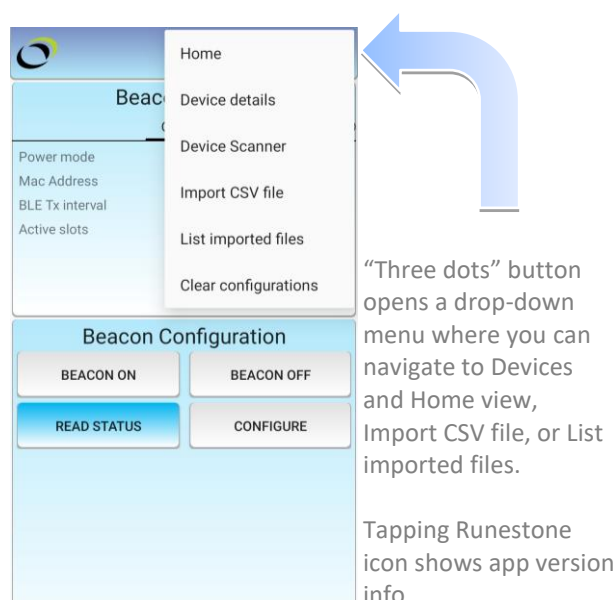 Home
Beac
Device details
Device Scanner
Power mode
Mac Address
Import CSV file
BLE Tx interval
Active slots
List imported files
Clear configurations
Beacon Configuration
BEACON ON
BEACON OFF
READ STATUS
CONFIGURE
“Three dots” button
opens a drop-down
menu where you can
navigate to Devices
and Home view,
Import CSV file, or List
imported files.
Tapping Runestone
icon shows app version
info